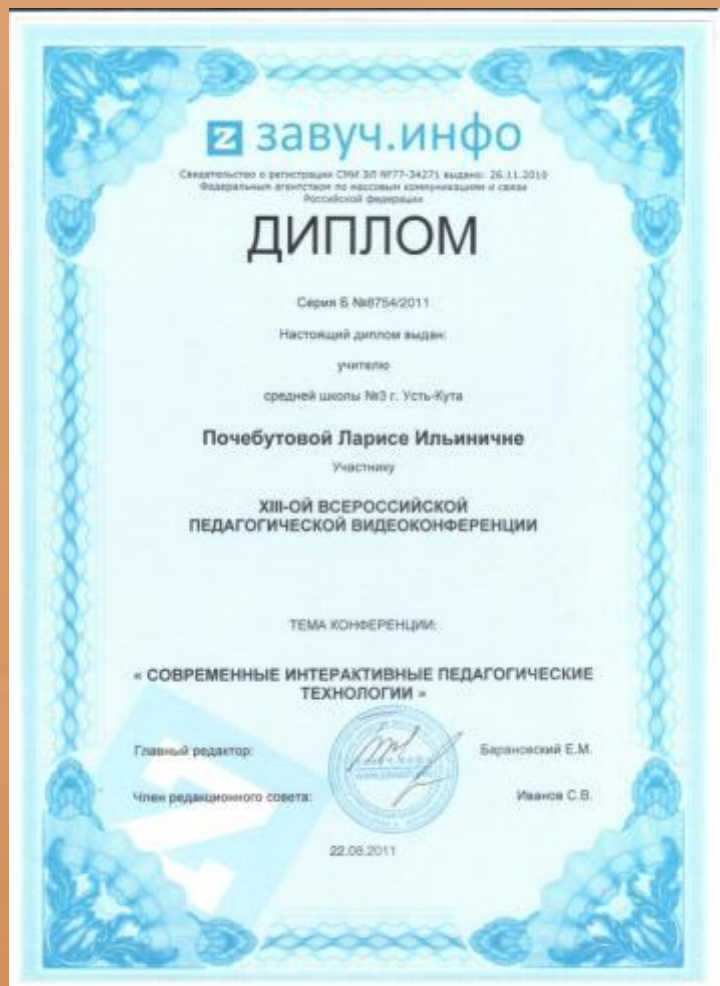 завуч.инфо
Свидетельство о регистрации СМИ ЭЛ №77-34271 выдано: 26.11.2010
Федеральным агентством по массовым коммуникациям и связи
Российской федерации
ДИПЛОМ
Серия Б №8754/2011
Настоящий диплом выдан:
учителю
средней школы №3 г. Усть-Кута
Почебутовой Ларисе Ильиничне
Участнику
XIII-ОЙ ВСЕРОССИЙСКОЙ
ПЕДАГОГИЧЕСКОЙ ВИДЕОКОНФЕРЕНЦИИ
ТЕМА КОНФЕРЕНЦИИ:
« СОВРЕМЕННЫЕ ИНТЕРАКТИВНЫЕ ПЕДАГОГИЧЕСКИЕ
ТЕХНОЛОГИИ »
Главный редактор: Барановский Е.М.
Член редакционного совета: Иванов С.В.
22.08.2011